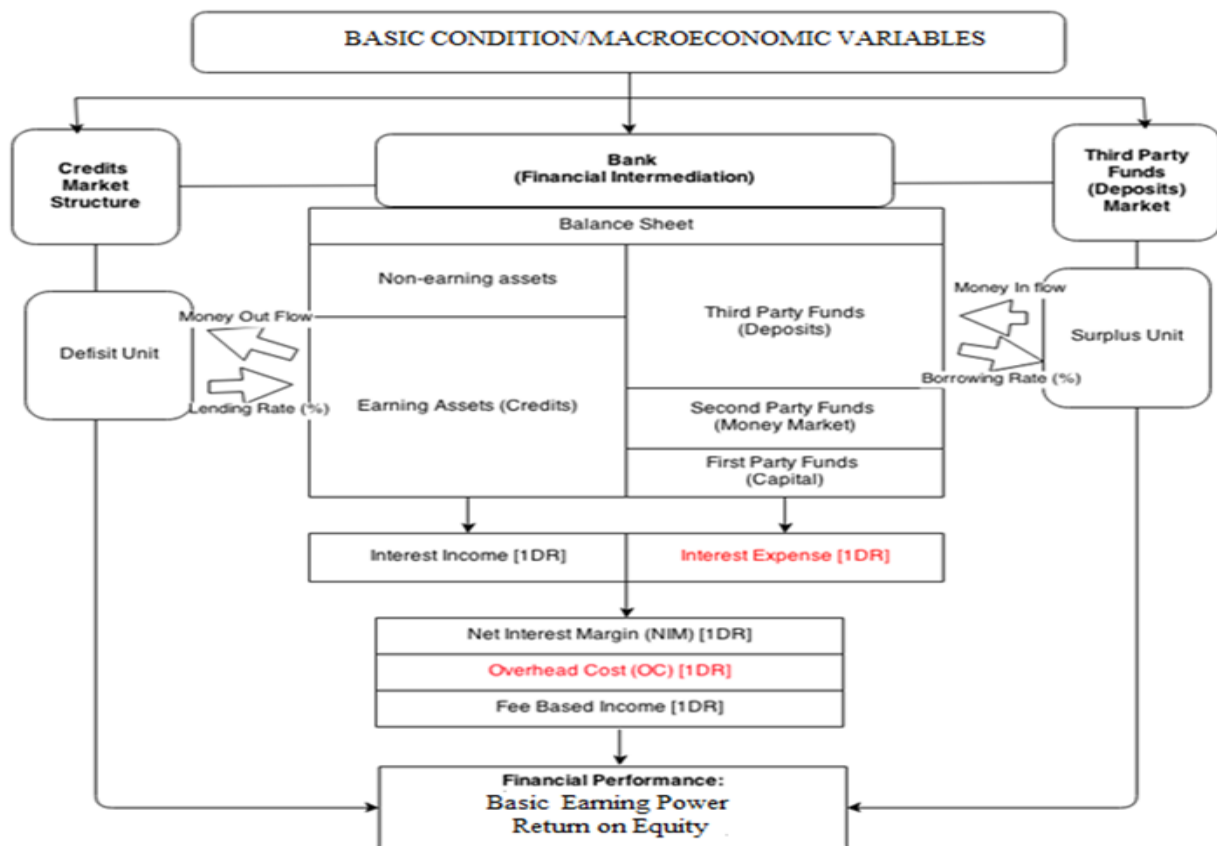 BASIC CONDITION/MACROECONOMIC VARIABLES
Credits
Market
Structure
Bank
(Financial Intermediation)
Third Party
Funds
(Deposits)
Market
Balance Sheet
Non-earning assets
Third Party Funds
(Deposits)
Money Out Flow
Money In flow
Defisit Unit
Surplus Unit
Lending Rate (%)
Borrowing Rate (%)
Earning Assets (Credits)
Second Party Funds
(Money Market)
First Party Funds
(Capital)
Interest Income [1DR]
Interest Expense [1DR]
Net Interest Margin (NIM) [1DR]
Overhead Cost (OC) [1DR]
Fee Based Income [1DR]
Financial Performance:
Basic Earning Power
Return on Equity